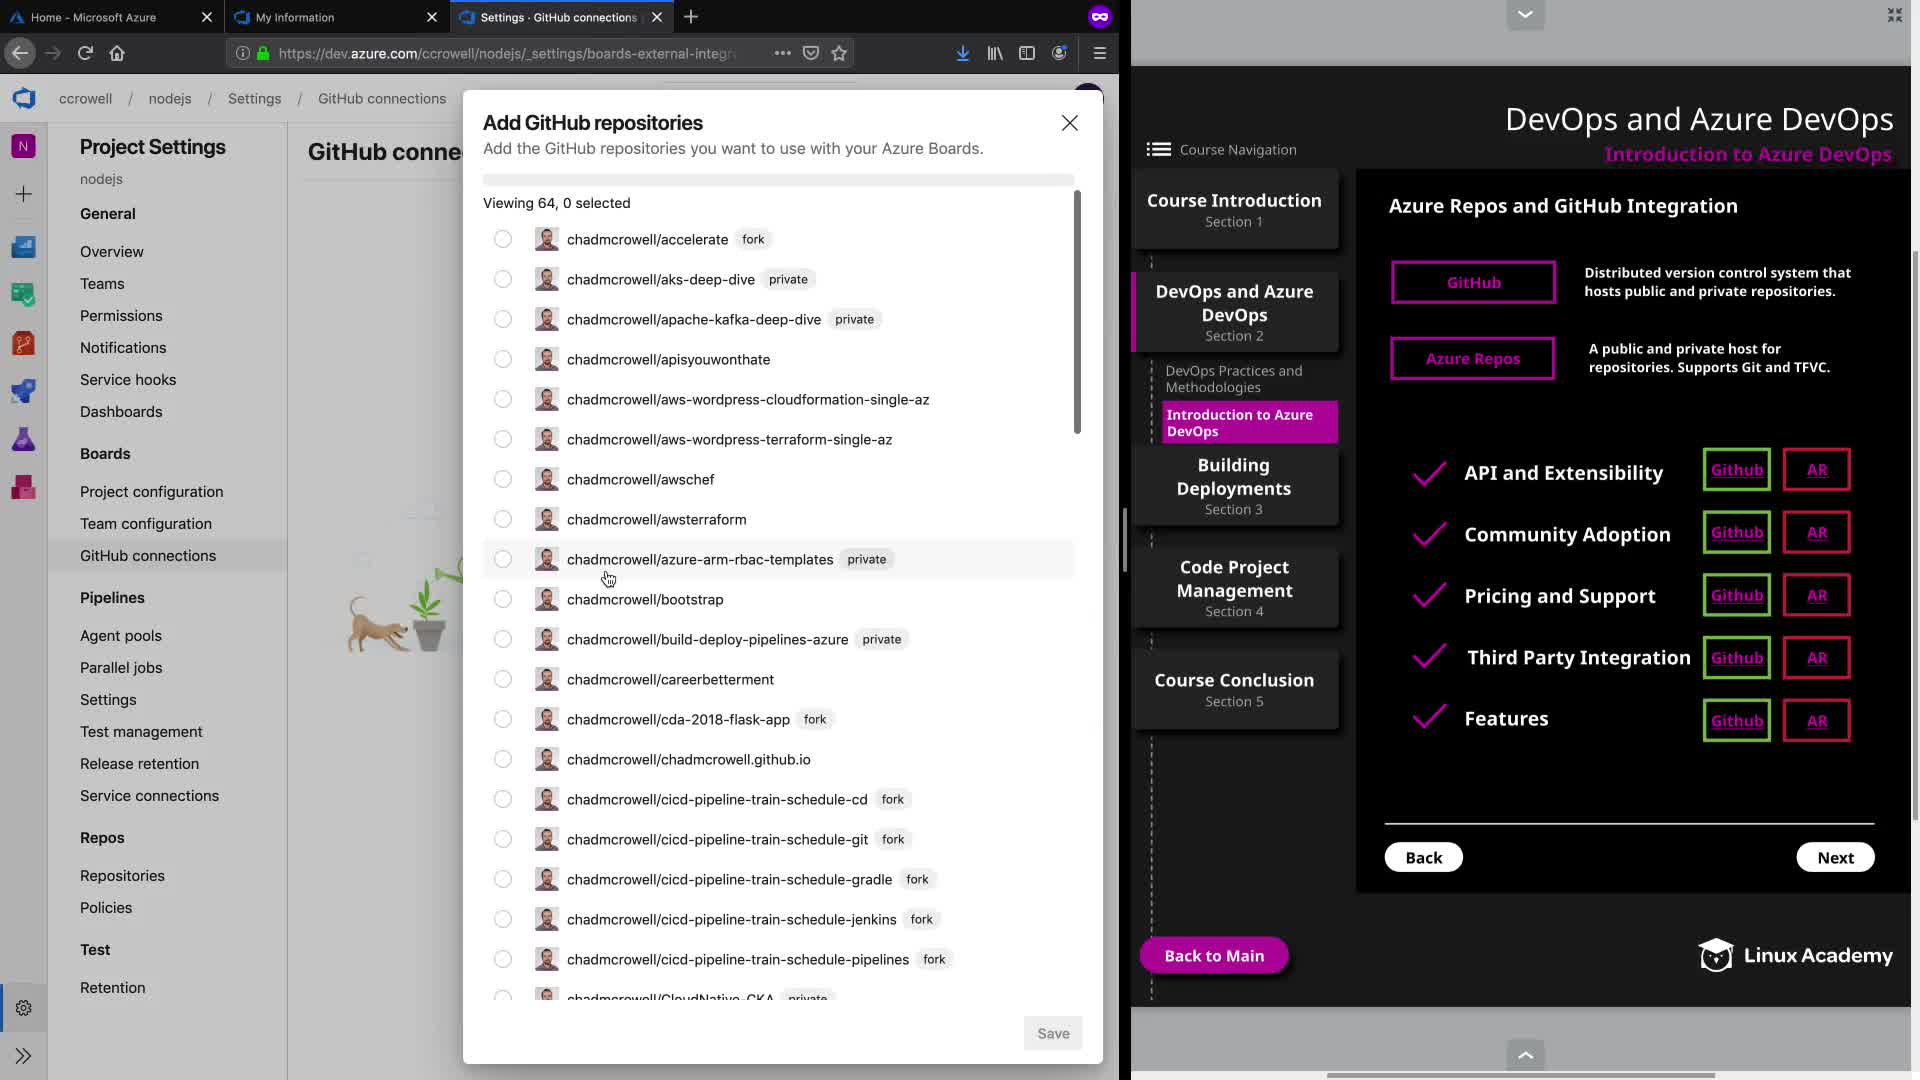 Home - Microsoft Azure
My Information
Settings · GitHub connections
https://dev.azure.com/ccrowell/nodejs/_settings/boards-external-integr
ccrowell / nodejs / Settings / GitHub connections
N
Project Settings
nodejs
General
Overview
Teams
Permissions
Notifications
Service hooks
Dashboards
Boards
Project configuration
Team configuration
GitHub connections
Pipelines
Agent pools
Parallel jobs
Settings
Test management
Release retention
Service connections
Repos
Repositories
Policies
Test
Retention
GitHub conne
Add GitHub repositories
Add the GitHub repositories you want to use with your Azure Boards.
Viewing 64, 0 selected
chadmcrowell/accelerate fork
chadmcrowell/aks-deep-dive private
chadmcrowell/apache-kafka-deep-dive private
chadmcrowell/apisyouwonthate
chadmcrowell/aws-wordpress-cloudformation-single-az
chadmcrowell/aws-wordpress-terraform-single-az
chadmcrowell/awschef
chadmcrowell/awsterraform
chadmcrowell/azure-arm-rbac-templates private
chadmcrowell/bootstrap
chadmcrowell/build-deploy-pipelines-azure private
chadmcrowell/careerbetterment
chadmcrowell/cda-2018-flask-app fork
chadmcrowell/chadmcrowell.github.io
chadmcrowell/cicd-pipeline-train-schedule-cd fork
chadmcrowell/cicd-pipeline-train-schedule-git fork
chadmcrowell/cicd-pipeline-train-schedule-gradle fork
chadmcrowell/cicd-pipeline-train-schedule-jenkins fork
chadmcrowell/cicd-pipeline-train-schedule-pipelines fork
chadmcrowell/CloudNative-CKA private
Save
DevOps and Azure DevOps
Introduction to Azure DevOps
Course Navigation
Course Introduction
Section 1
DevOps and Azure
DevOps
Section 2
DevOps Practices and
Methodologies
Introduction to Azure
DevOps
Building
Deployments
Section 3
Code Project
Management
Section 4
Course Conclusion
Section 5
Back to Main
Azure Repos and GitHub Integration
GitHub
Distributed version control system that
hosts public and private repositories.
Azure Repos
A public and private host for
repositories. Supports Git and TFVC.
API and Extensibility Github AR
Community Adoption Github AR
Pricing and Support Github AR
Third Party Integration Github AR
Features Github AR
Back
Next
Linux Academy